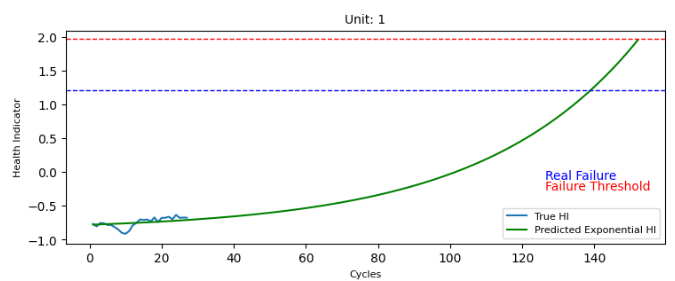 Unit: 1
2.0
1.5
1.0
0.5
0.0
−0.5
−1.0
Health Indicator
Real Failure
Failure Threshold
True HI
Predicted Exponential HI
0 20 40 60 80 100 120 140
Cycles